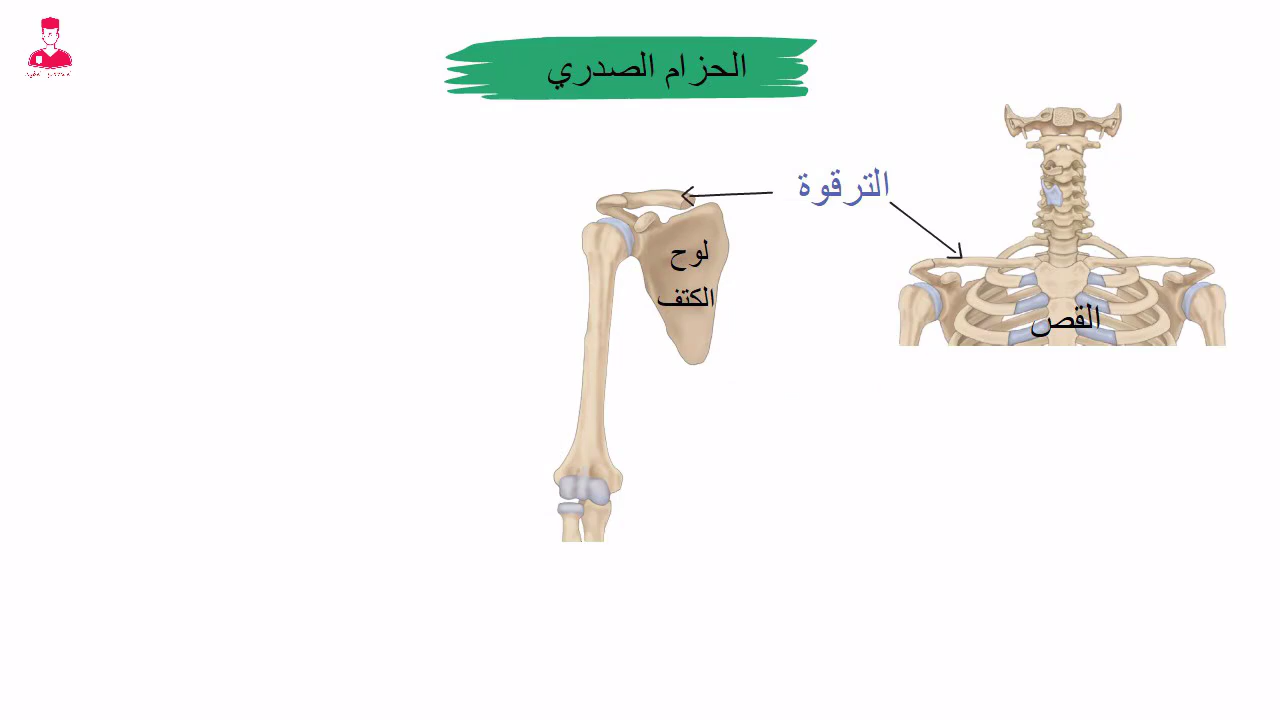 الحزام الصدري
الترقوة
لوح
الكتف
القص